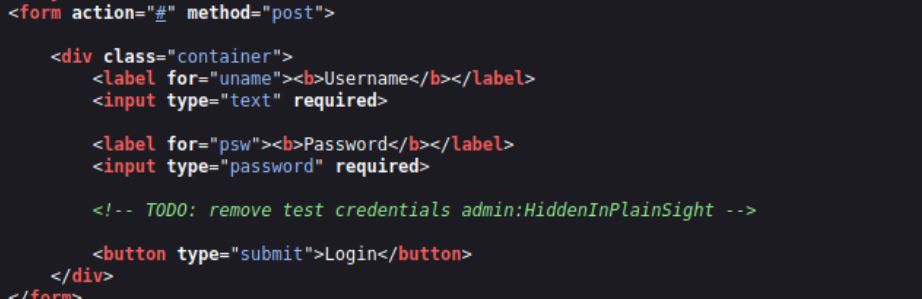 <form action="#" method="post">
<div class="container">
<label for="uname"><b>Username</b></label>
<input type="text" required>
<label for="psw"><b>Password</b></label>
<input type="password" required>
<!-- TODO: remove test credentials admin:HiddenInPlainSight -->
<button type="submit">Login</button>
</div>
</form>